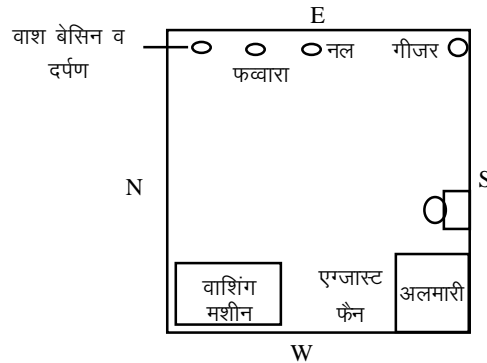 E
वाश बेसिन व
दर्पण
नल
गीजर
फव्वारा
N
S
वाशिंग
मशीन
एग्जास्ट
फैन
अलमारी
W